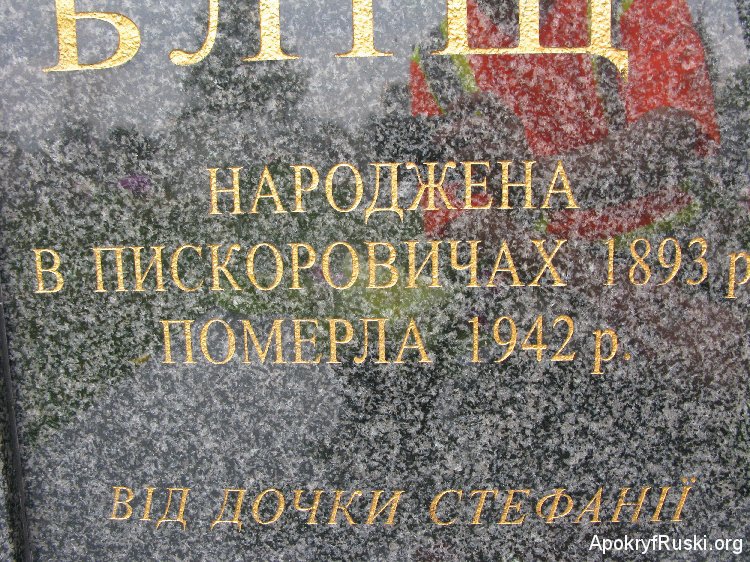 НАРОДЖЕНА
В ПИСКОРОВИЧАХ 1893 р
ПОМЕРЛА 1942 р.
ВІД ДОЧКИ СТЕФАНІЇ
ApokryfRuski.org